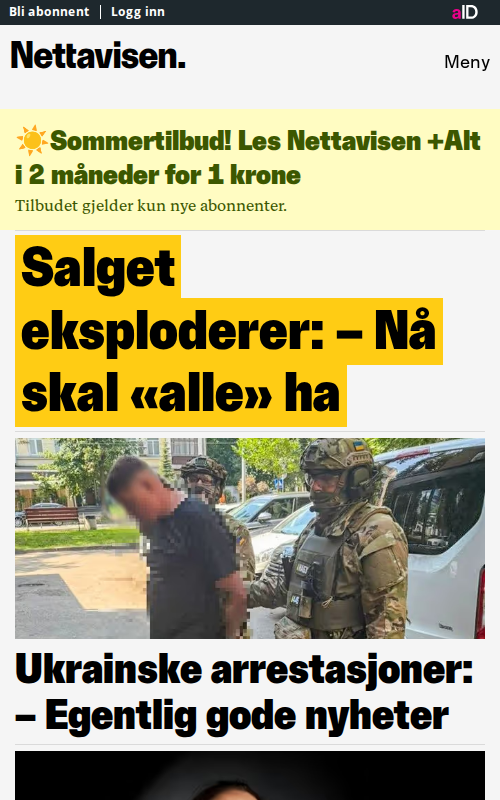 Bli abonnent
Logg inn
aID
Nettavisen.
Meny
☀️Sommertilbud! Les Nettavisen +Alt
i 2 måneder for 1 krone
Tilbudet gjelder kun nye abonnenter.
Salget
eksploderer: – Nå
skal «alle» ha
Ukrainske arrestasjoner:
– Egentlig gode nyheter